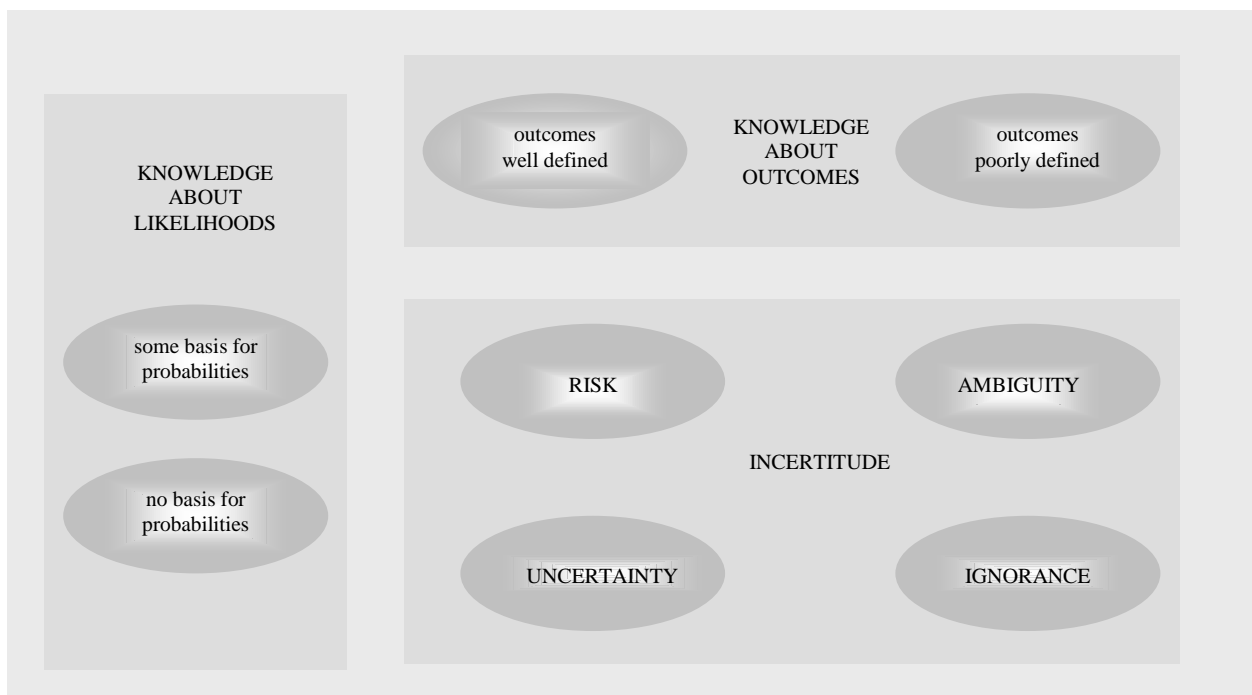 KNOWLEDGE
ABOUT
LIKELIHOODS
some basis for
probabilities
no basis for
probabilities
outcomes
well defined
KNOWLEDGE
ABOUT
OUTCOMES
outcomes
poorly defined
RISK
AMBIGUITY
INCERTITUDE
UNCERTAINTY
IGNORANCE